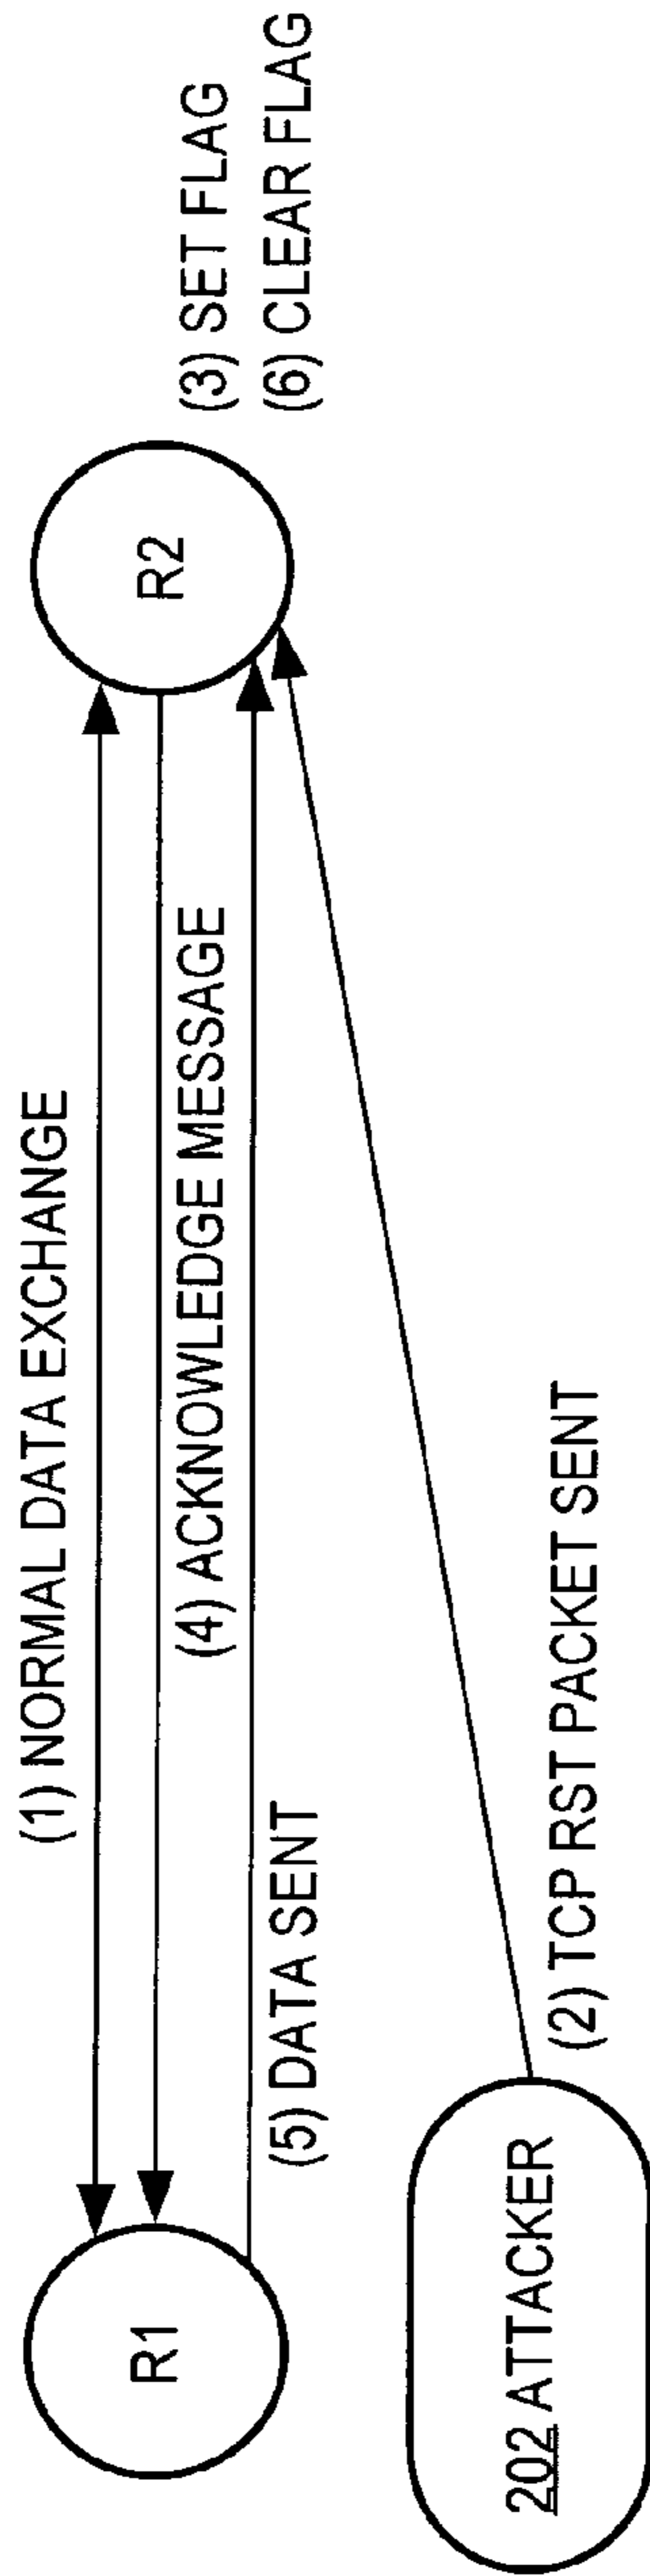 (1) NORMAL DATA EXCHANGE
R1
R2
(3) SET FLAG
(6) CLEAR FLAG
(4) ACKNOWLEDGE MESSAGE
(5) DATA SENT
202 ATTACKER
(2) TCP RST PACKET SENT